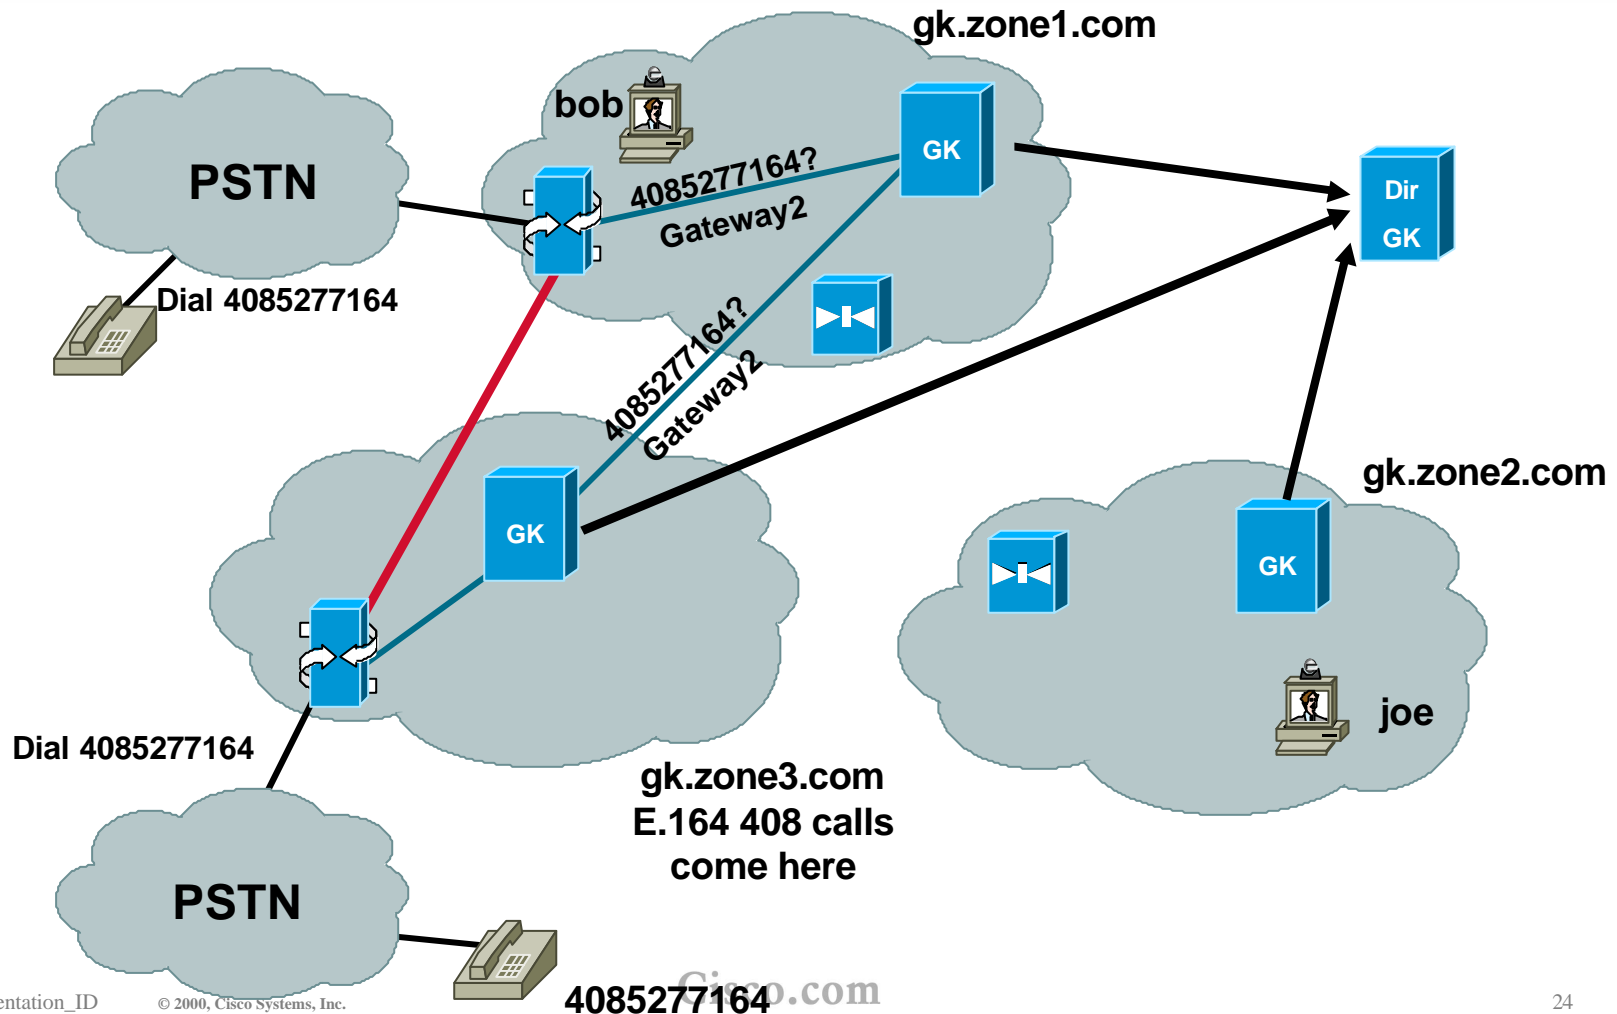 gk.zone1.com
bob
GK
PSTN
4085277164?
Gateway2
Dir
GK
Dial 4085277164
4085277164?
Gateway2
gk.zone2.com
GK
GK
joe
Dial 4085277164
gk.zone3.com
E.164 408 calls
come here
PSTN
4085277164
Cisco.com
entation_ID
© 2000, Cisco Systems, Inc.
24